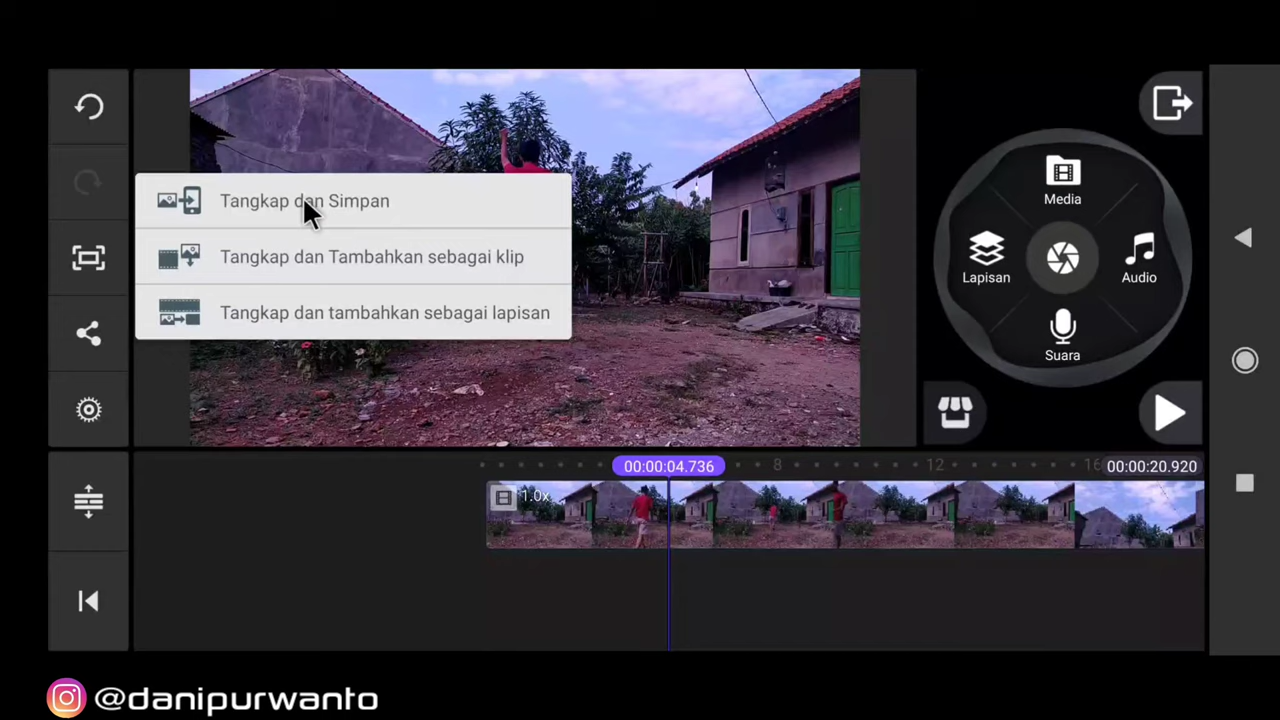 Tangkap dan Simpan
Tangkap dan Tambahkan sebagai klip
Tangkap dan tambahkan sebagai lapisan
Media
Lapisan
Audio
Suara
00:00:04.736
8
12
16
00:00:20.920
1.0x
@danipurwanto